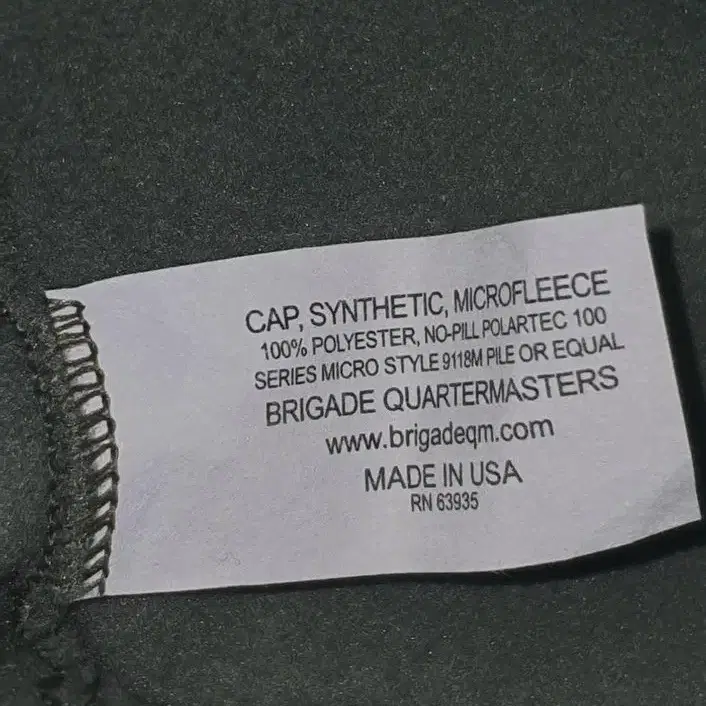 CAP, SYNTHETIC, MICROFLEECE
100% POLYESTER, NO-PILL POLARTEC 100
SERIES MICRO STYLE 9118M PILE OR EQUAL
BRIGADE QUARTERMASTERS
www.brigadeqm.com
MADE IN USA
RN 63935